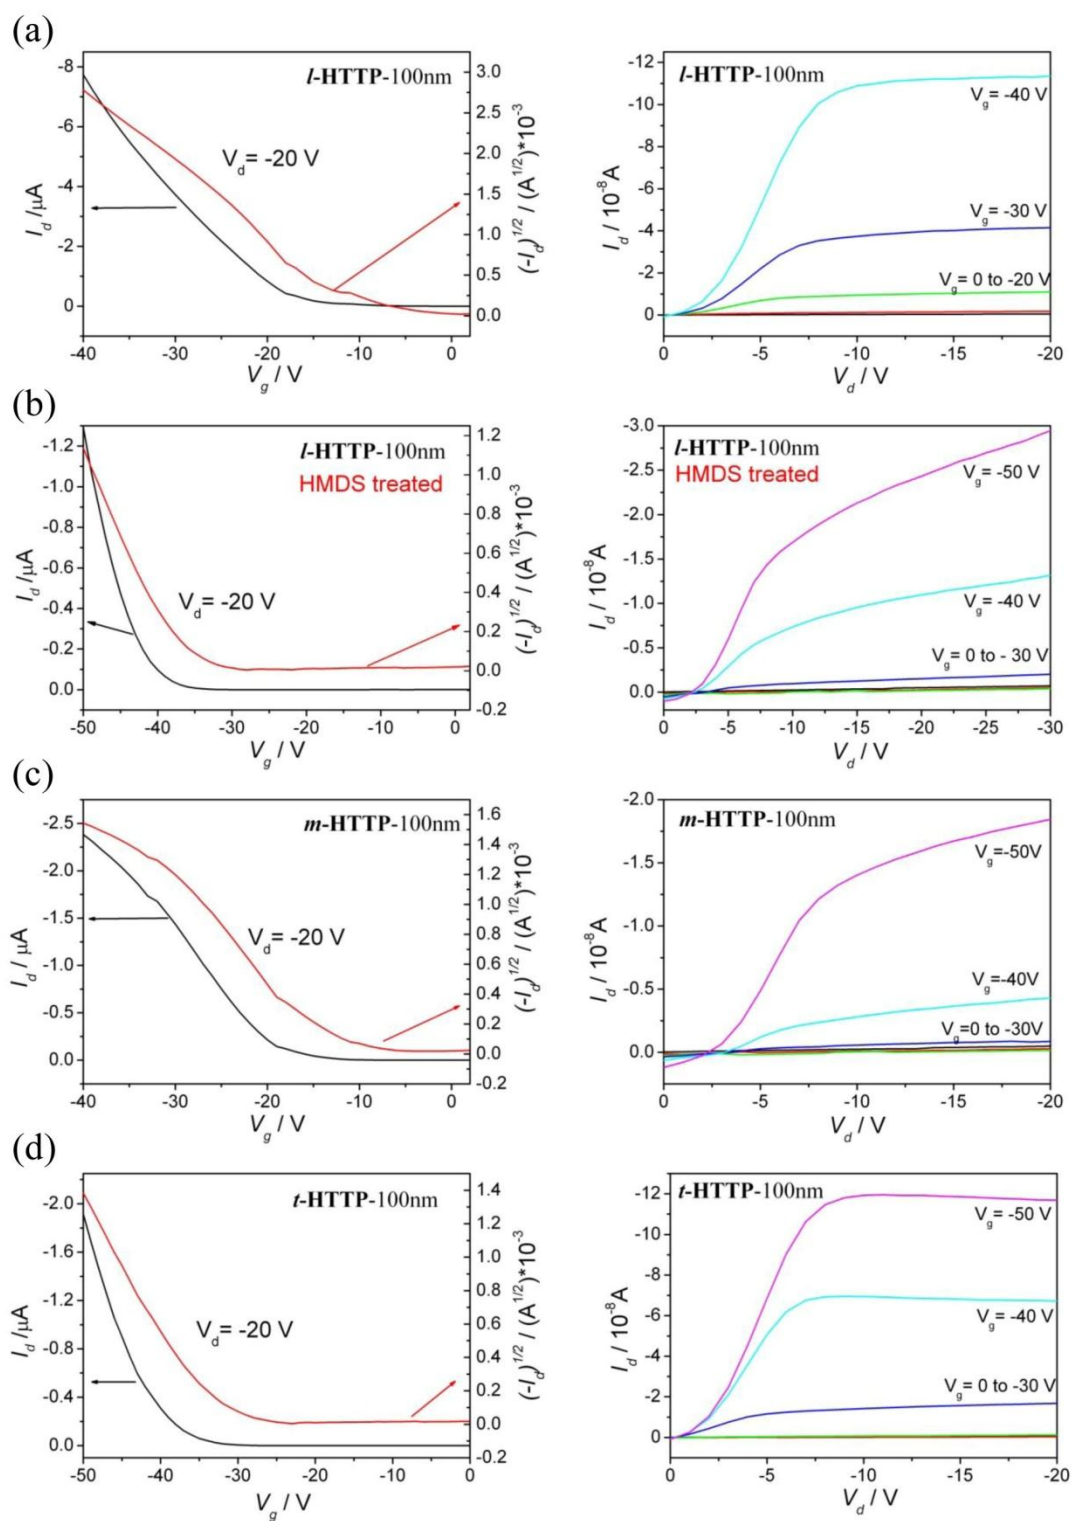 (a)
l-HTTP-100nm
V_d= -20 V
I_d /μA
-8
-6
-4
-2
0
(-I_d)^1/2 / (A^1/2)*10^-3
3.0
2.5
2.0
1.5
1.0
0.5
0.0
-40 -30 -20 -10 0
V_g / V
l-HTTP-100nm
V_g= -40 V
V_g= -30 V
V_g= 0 to -20 V
I_d / 10^-8A
-12
-10
-8
-6
-4
-2
0
0 -5 -10 -15 -20
V_d / V
(b)
l-HTTP-100nm
HMDS treated
V_d= -20 V
I_d /μA
-1.2
-1.0
-0.8
-0.6
-0.4
-0.2
0.0
(-I_d)^1/2 / (A^1/2)*10^-3
1.2
1.0
0.8
0.6
0.4
0.2
0.0
-0.2
-50 -40 -30 -20 -10 0
V_g / V
l-HTTP-100nm
HMDS treated
V_g= -50 V
V_g= -40 V
V_g= 0 to - 30 V
I_d / 10^-8A
-3.0
-2.5
-2.0
-1.5
-1.0
-0.5
0.0
0 -5 -10 -15 -20 -25 -30
V_d / V
(c)
m-HTTP-100nm
V_d= -20 V
I_d / μA
-2.5
-2.0
-1.5
-1.0
-0.5
0.0
(-I_d)^1/2 / (A^1/2)*10^-3
1.6
1.4
1.2
1.0
0.8
0.6
0.4
0.2
0.0
-0.2
-40 -30 -20 -10 0
V_g / V
m-HTTP-100nm
V_g=-50V
V_g=-40V
V_g=0 to -30V
I_d / 10^-8A
-2.0
-1.5
-1.0
-0.5
0.0
0 -5 -10 -15 -20
V_d / V
(d)
t-HTTP-100nm
V_d= -20 V
I_d /μA
-2.0
-1.6
-1.2
-0.8
-0.4
0.0
(-I_d)^1/2 / (A^1/2)*10^-3
1.4
1.2
1.0
0.8
0.6
0.4
0.2
0.0
-0.2
-50 -40 -30 -20 -10 0
V_g / V
t-HTTP-100nm
V_g= -50 V
V_g= -40 V
V_g= 0 to -30 V
I_d / 10^-8A
-12
-10
-8
-6
-4
-2
0
0 -5 -10 -15 -20
V_d / V